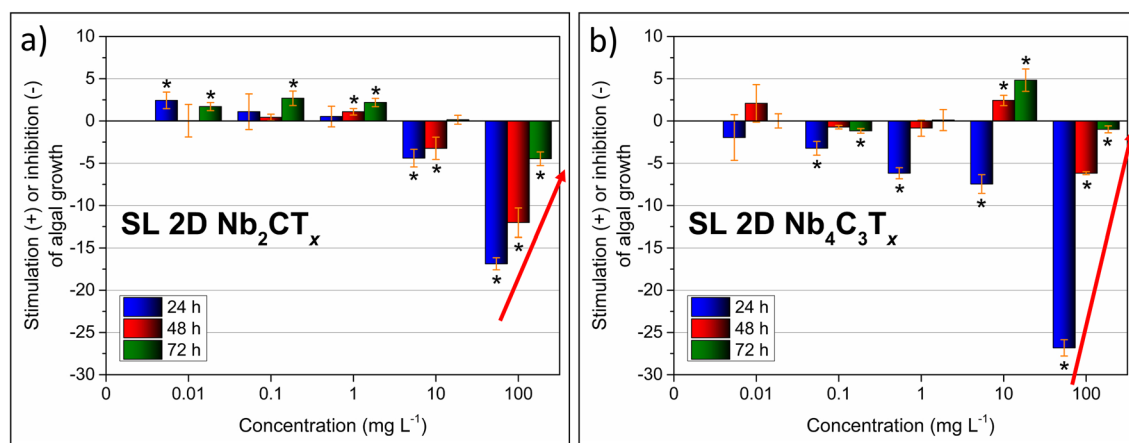 a)
Stimulation (+) or inhibition (-)
of algal growth
10
5
0
-5
-10
-15
-20
-25
-30
* * * * * * * * * * *
SL 2D Nb₂CTₓ
24 h
48 h
72 h
0 0.01 0.1 1 10 100
Concentration (mg L⁻¹)
b)
Stimulation (+) or inhibition (-)
of algal growth
10
5
0
-5
-10
-15
-20
-25
-30
* * * * * * * * *
SL 2D Nb₄C₃Tₓ
24 h
48 h
72 h
0 0.01 0.1 1 10 100
Concentration (mg L⁻¹)